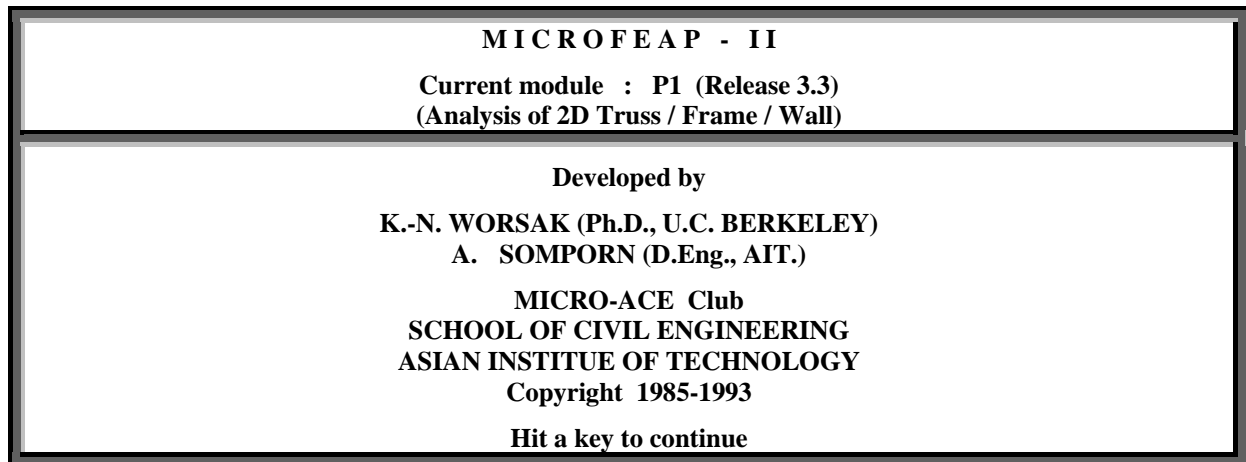 M I C R O F E A P - I I
Current module : P1 (Release 3.3)
(Analysis of 2D Truss / Frame / Wall)
Developed by
K.-N. WORSAK (Ph.D., U.C. BERKELEY)
A. SOMPORN (D.Eng., AIT.)
MICRO-ACE Club
SCHOOL OF CIVIL ENGINEERING
ASIAN INSTITUE OF TECHNOLOGY
Copyright 1985-1993
Hit a key to continue